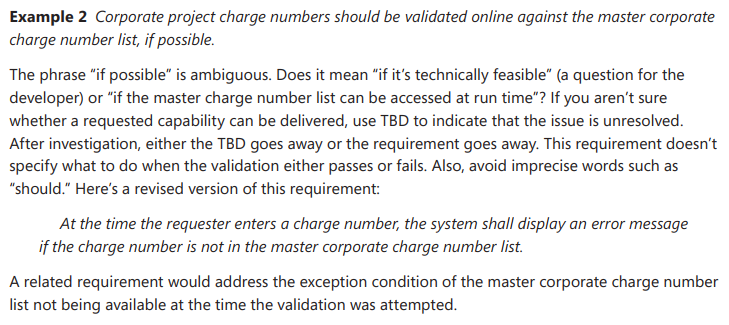 Example 2 Corporate project charge numbers should be validated online against the master corporate
charge number list, if possible.
The phrase “if possible” is ambiguous. Does it mean “if it’s technically feasible” (a question for the
developer) or “if the master charge number list can be accessed at run time”? If you aren’t sure
whether a requested capability can be delivered, use TBD to indicate that the issue is unresolved.
After investigation, either the TBD goes away or the requirement goes away. This requirement doesn’t
specify what to do when the validation either passes or fails. Also, avoid imprecise words such as
“should.” Here’s a revised version of this requirement:
At the time the requester enters a charge number, the system shall display an error message
if the charge number is not in the master corporate charge number list.
A related requirement would address the exception condition of the master corporate charge number
list not being available at the time the validation was attempted.